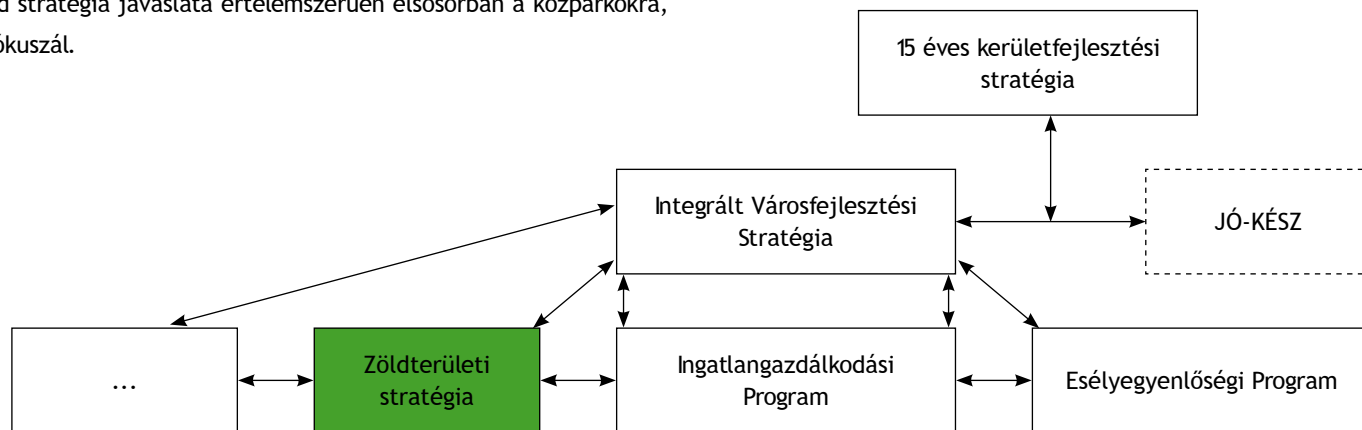 stratégia javaslata értelemszerűen elsősorban a közparkokra,
15 éves kerületfejlesztési
stratégia
Integrált Városfejlesztési
Stratégia
JÓ-KÉSZ
...
Zöldterületi
stratégia
Ingatlangazdálkodási
Program
Esélyegyenlőségi Program